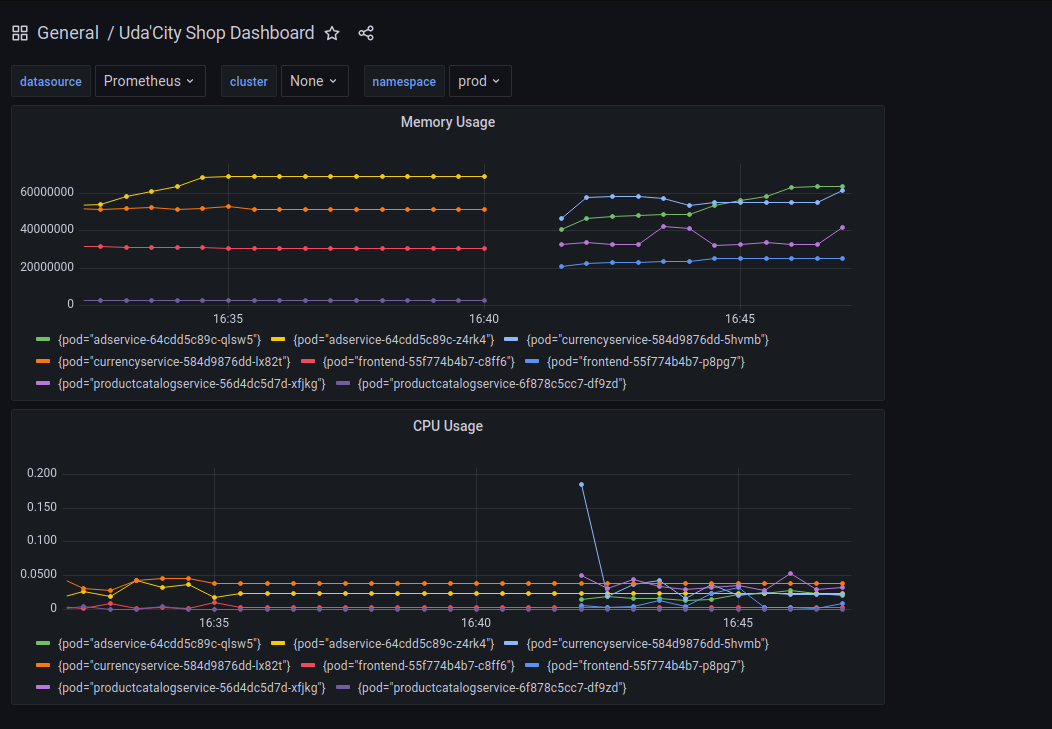 General / Uda'City Shop Dashboard
datasource Prometheus cluster None namespace prod
Memory Usage
60000000
40000000
20000000
0
16:35 16:40 16:45
{pod="adservice-64cdd5c89c-qlsw5"} {pod="adservice-64cdd5c89c-z4rk4"} {pod="currencyservice-584d9876dd-5hvmb"}
{pod="currencyservice-584d9876dd-lx82t"} {pod="frontend-55f774b4b7-c8ff6"} {pod="frontend-55f774b4b7-p8pg7"}
{pod="productcatalogservice-56d4dc5d7d-xfjkg"} {pod="productcatalogservice-6f878c5cc7-df9zd"}
CPU Usage
0.200
0.150
0.100
0.0500
0
16:35 16:40 16:45
{pod="adservice-64cdd5c89c-qlsw5"} {pod="adservice-64cdd5c89c-z4rk4"} {pod="currencyservice-584d9876dd-5hvmb"}
{pod="currencyservice-584d9876dd-lx82t"} {pod="frontend-55f774b4b7-c8ff6"} {pod="frontend-55f774b4b7-p8pg7"}
{pod="productcatalogservice-56d4dc5d7d-xfjkg"} {pod="productcatalogservice-6f878c5cc7-df9zd"}